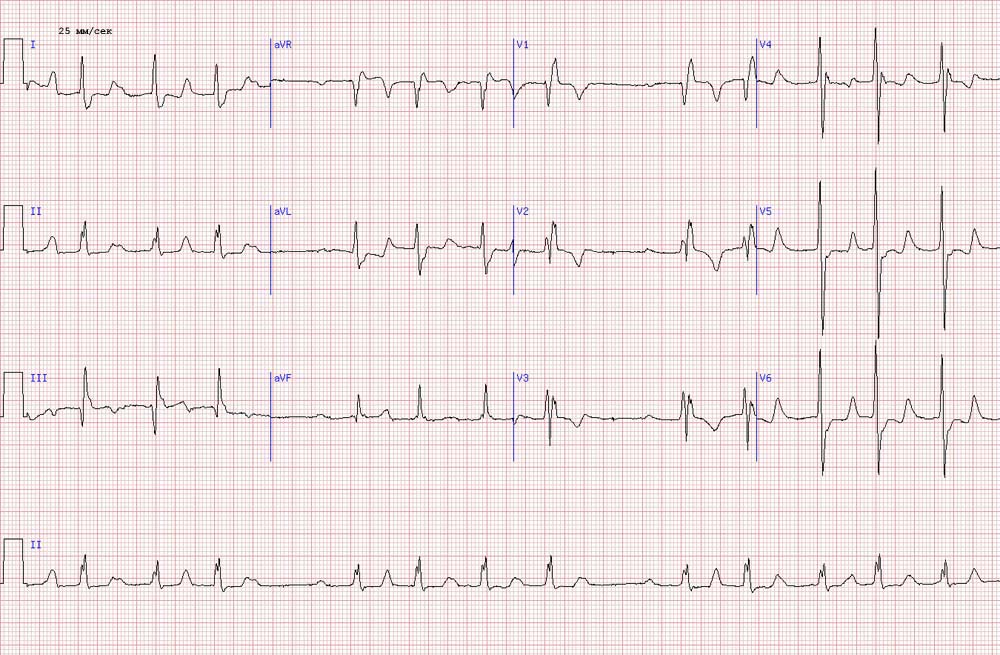 25 мм/сек
I aVR V1 V4
II aVL V2 V5
III aVF V3 V6
II